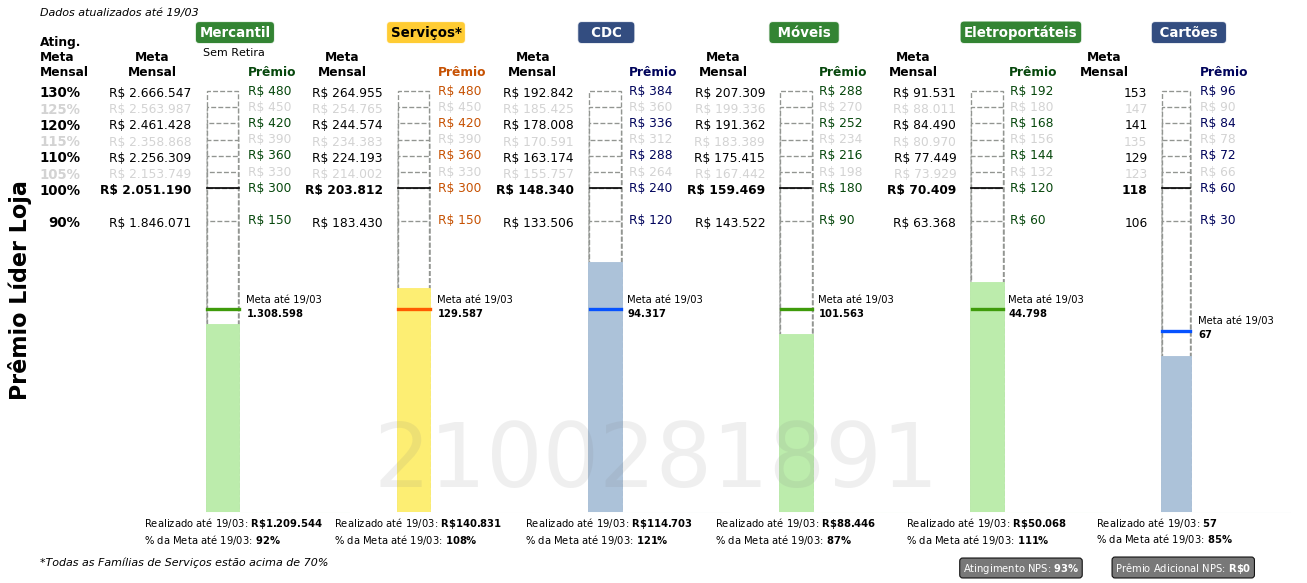 Dados atualizados até 19/03
Mercantil Serviços* CDC Móveis Eletroportáteis Cartões
Sem Retira
Ating. Meta Mensal Meta Mensal Prêmio Meta Mensal Prêmio Meta Mensal Prêmio Meta Mensal Prêmio Meta Mensal Prêmio Meta Mensal Prêmio
130% R$ 2.666.547 R$ 480 R$ 264.955 R$ 480 R$ 192.842 R$ 384 R$ 207.309 R$ 288 R$ 91.531 R$ 192 153 R$ 96
125% R$ 2.563.987 R$ 450 R$ 254.765 R$ 450 R$ 185.425 R$ 360 R$ 199.336 R$ 270 R$ 88.011 R$ 180 147 R$ 90
120% R$ 2.461.428 R$ 420 R$ 244.574 R$ 420 R$ 178.008 R$ 336 R$ 191.362 R$ 252 R$ 84.490 R$ 168 141 R$ 84
115% R$ 2.358.868 R$ 390 R$ 234.383 R$ 390 R$ 170.591 R$ 312 R$ 183.389 R$ 234 R$ 80.970 R$ 156 135 R$ 78
110% R$ 2.256.309 R$ 360 R$ 224.193 R$ 360 R$ 163.174 R$ 288 R$ 175.415 R$ 216 R$ 77.449 R$ 144 129 R$ 72
105% R$ 2.153.749 R$ 330 R$ 214.002 R$ 330 R$ 155.757 R$ 264 R$ 167.442 R$ 198 R$ 73.929 R$ 132 123 R$ 66
100% R$ 2.051.190 R$ 300 R$ 203.812 R$ 300 R$ 148.340 R$ 240 R$ 159.469 R$ 180 R$ 70.409 R$ 120 118 R$ 60
90% R$ 1.846.071 R$ 150 R$ 183.430 R$ 150 R$ 133.506 R$ 120 R$ 143.522 R$ 90 R$ 63.368 R$ 60 106 R$ 30
Prêmio Líder Loja
Meta até 19/03 Meta até 19/03 Meta até 19/03 Meta até 19/03 Meta até 19/03
1.308.598 129.587 94.317 101.563 44.798
Meta até 19/03
67
2100281891
Realizado até 19/03: R$1.209.544 Realizado até 19/03: R$140.831 Realizado até 19/03: R$114.703 Realizado até 19/03: R$88.446 Realizado até 19/03: R$50.068 Realizado até 19/03: 57
% da Meta até 19/03: 92% % da Meta até 19/03: 108% % da Meta até 19/03: 121% % da Meta até 19/03: 87% % da Meta até 19/03: 111% % da Meta até 19/03: 85%
*Todas as Famílias de Serviços estão acima de 70% Atingimento NPS: 93% Prêmio Adicional NPS: R$0